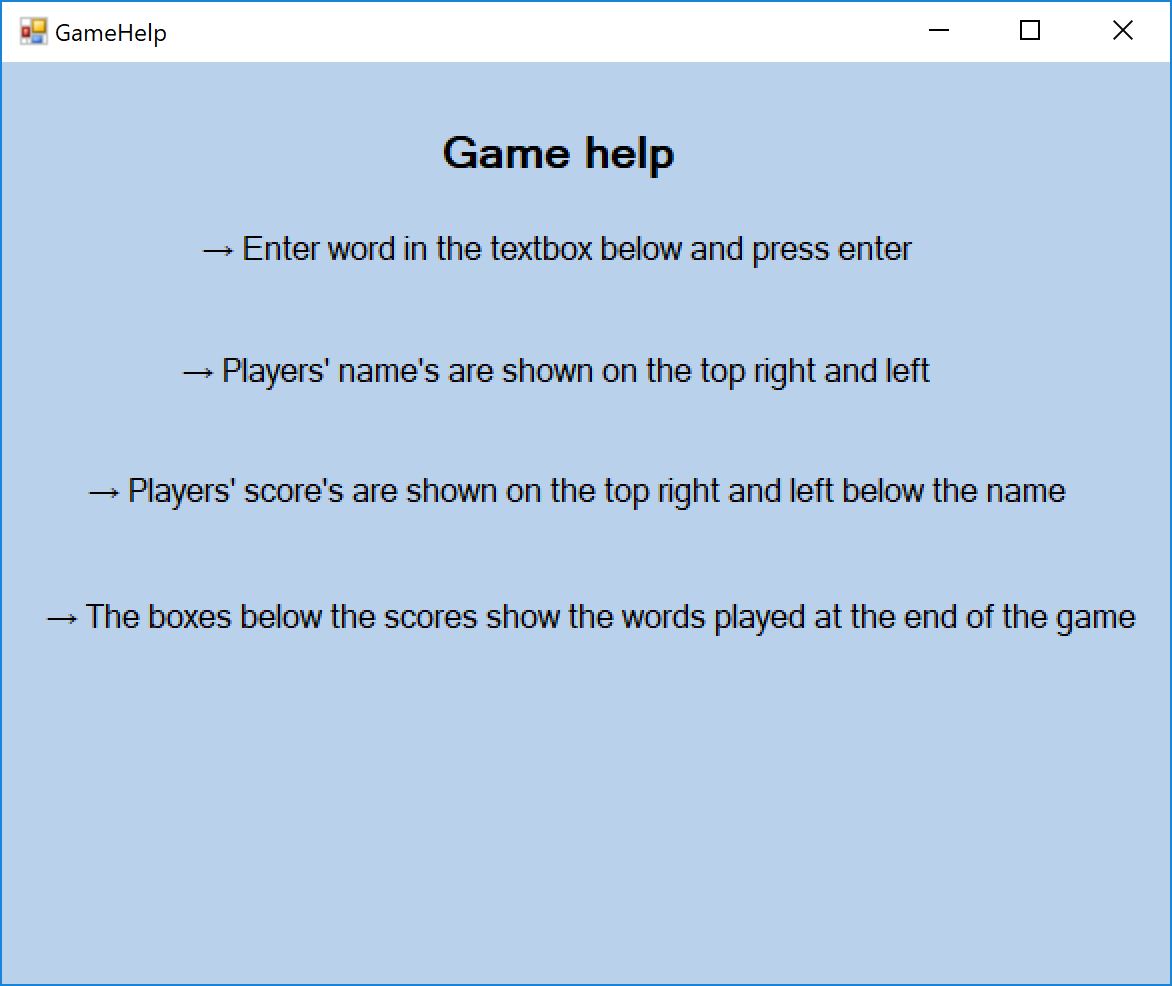 GameHelp
Game help
→ Enter word in the textbox below and press enter
→ Players' name's are shown on the top right and left
→ Players' score's are shown on the top right and left below the name
→ The boxes below the scores show the words played at the end of the game